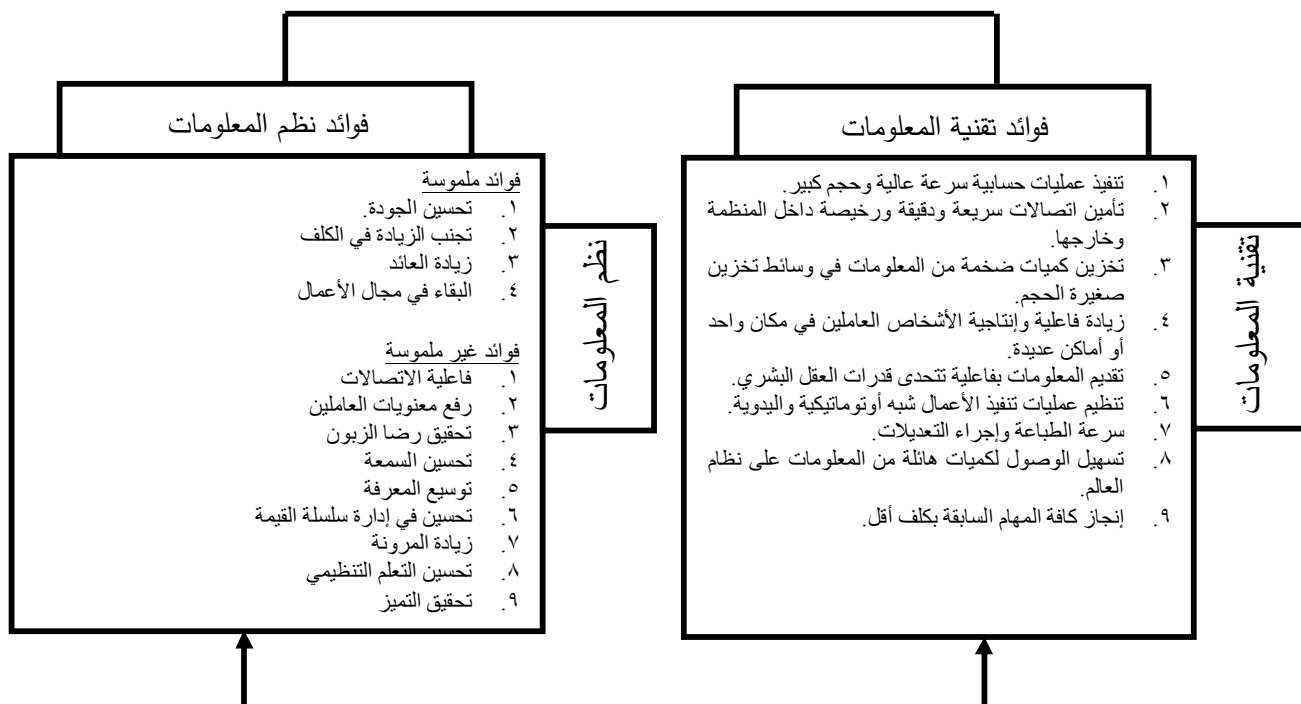 فوائد تقنية المعلومات
١. تنفيذ عمليات حسابية سرعة عالية وحجم كبير.
٢. تأمين اتصالات سريعة ودقيقة ورخيصة داخل المنظمة
وخارجها.
٣. تخزين كميات ضخمة من المعلومات في وسائط تخزين
صغيرة الحجم.
٤. زيادة فاعلية وإنتاجية الأشخاص العاملين في مكان واحد
أو أماكن عديدة.
٥. تقديم المعلومات بفاعلية تتحدى قدرات العقل البشري.
٦. تنظيم عمليات تنفيذ الأعمال شبه أوتوماتيكية واليدوية.
٧. سرعة الطباعة وإجراء التعديلات.
٨. تسهيل الوصول لكميات هائلة من المعلومات على نظام
العالم.
٩. إنجاز كافة المهام السابقة بكلف أقل.
تقنية المعلومات
فوائد نظم المعلومات
فوائد ملموسة
١. تحسين الجودة.
٢. تجنب الزيادة في الكلف
٣. زيادة العائد
٤. البقاء في مجال الأعمال
فوائد غير ملموسة
١. فاعلية الاتصالات
٢. رفع معنويات العاملين
٣. تحقيق رضا الزبون
٤. تحسين السمعة
٥. توسيع المعرفة
٦. تحسين في إدارة سلسلة القيمة
٧. زيادة المرونة
٨. تحسين التعلم التنظيمي
٩. تحقيق التميز
نظم المعلومات